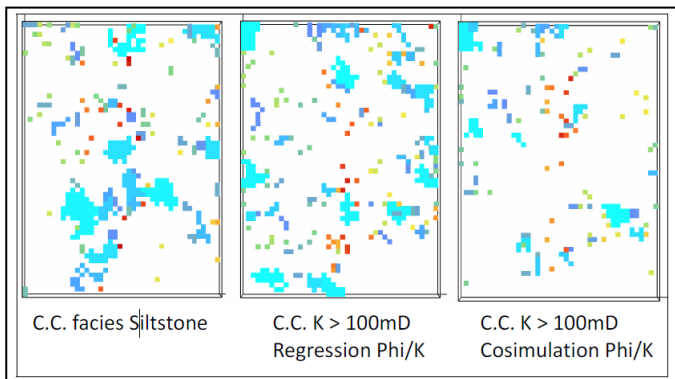 C.C. facies Siltstone
C.C. K > 100mD
Regression Phi/K
C.C. K > 100mD
Cosimulation Phi/K